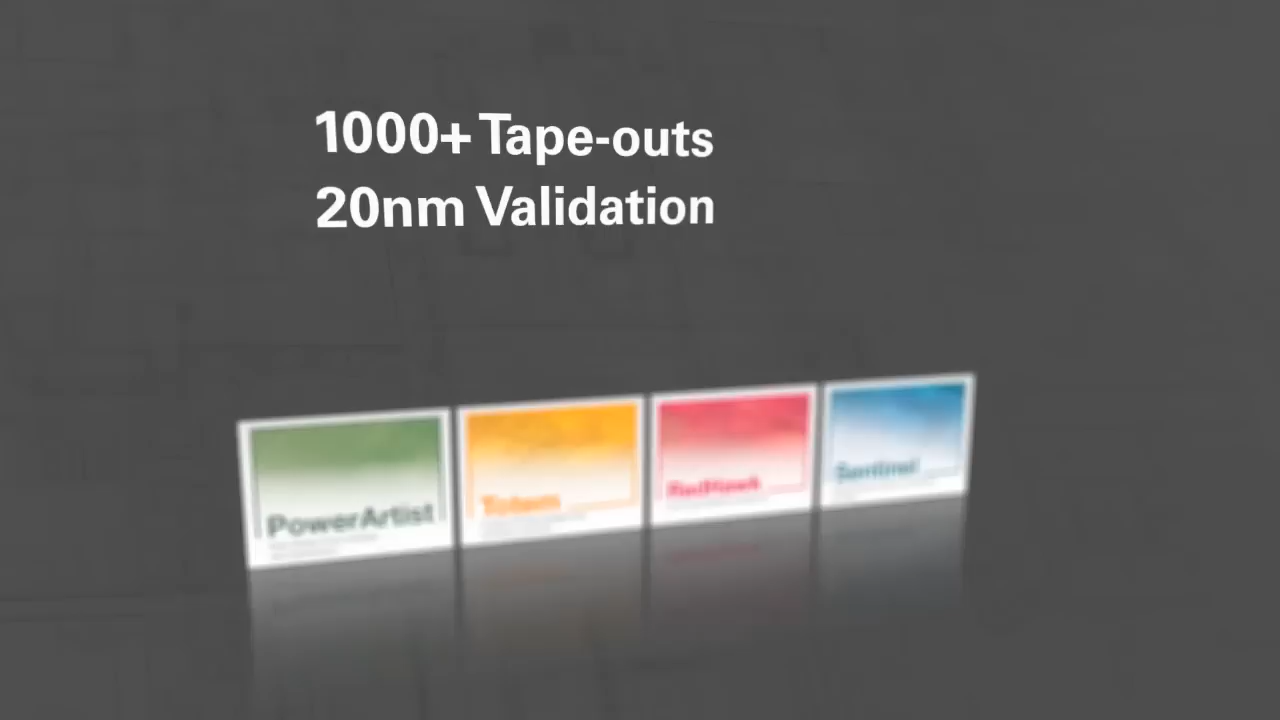 1000+ Tape-outs
20nm Validation
PowerArtist
Totem
RedHawk
Sentinel